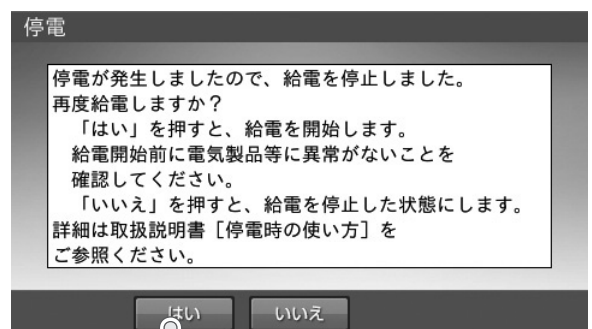 停電
停電が発生しましたので、給電を停止しました。
再度給電しますか？
「はい」を押すと、給電を開始します。
給電開始前に電気製品等に異常がないことを
確認してください。
「いいえ」を押すと、給電を停止した状態にします。
詳細は取扱説明書［停電時の使い方］を
ご参照ください。
はい
いいえ